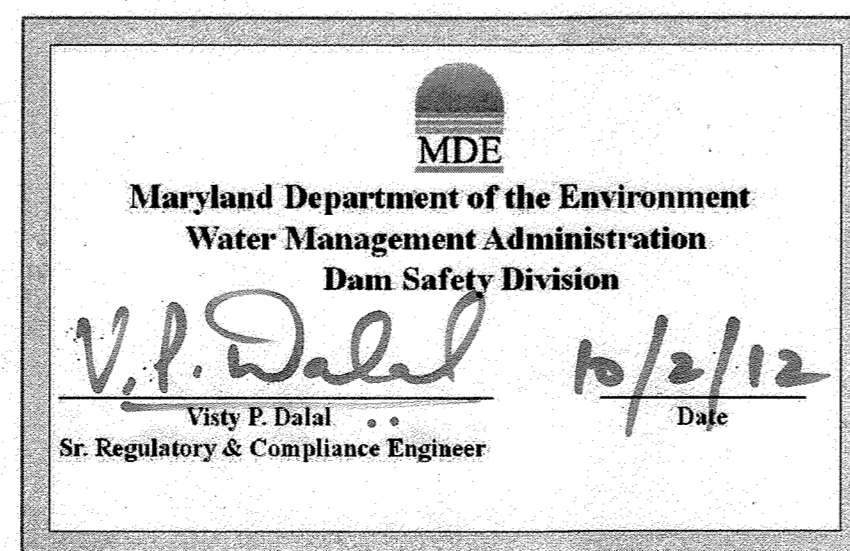 MDE
Maryland Department of the Environment
Water Management Administration
Dam Safety Division
V.P. Dalal 10/2/12
Visty P. Dalal Date
Sr. Regulatory & Compliance Engineer